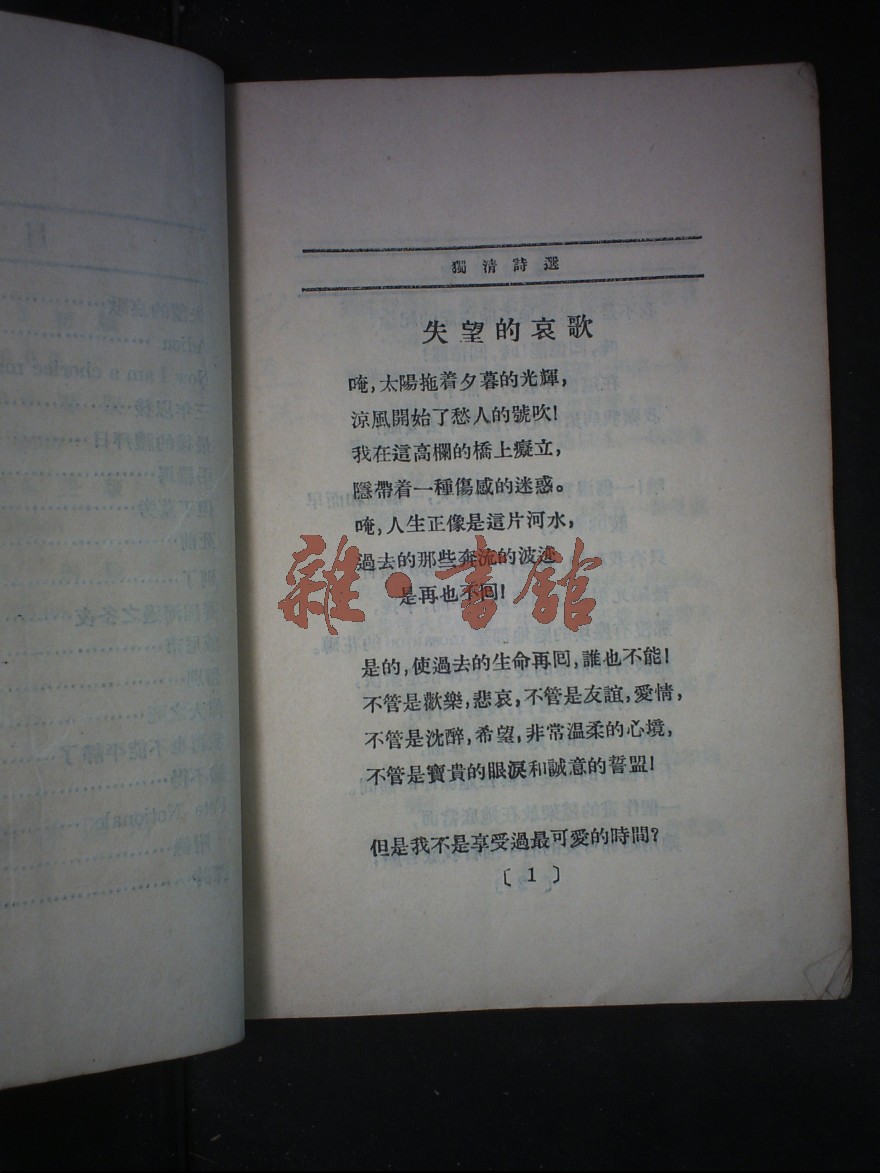 獨清詩選
失望的哀歌
唵,太陽拖着夕暮的光輝,
涼風開始了愁人的號吹!
我在這高欄的橋上癡立,
隱帶着一種傷感的迷惑。
唵,人生正像是這片河水,
過去的那些奔流的波迹
是再也不回!
雜·書館
是的,使過去的生命再回,誰也不能!
不管是歡樂,悲哀,不管是友誼,愛情,
不管是沈醉,希望,非常溫柔的心境,
不管是寶貴的眼淚和誠意的誓盟!
但是我不是享受過最可愛的時間?
〔1〕